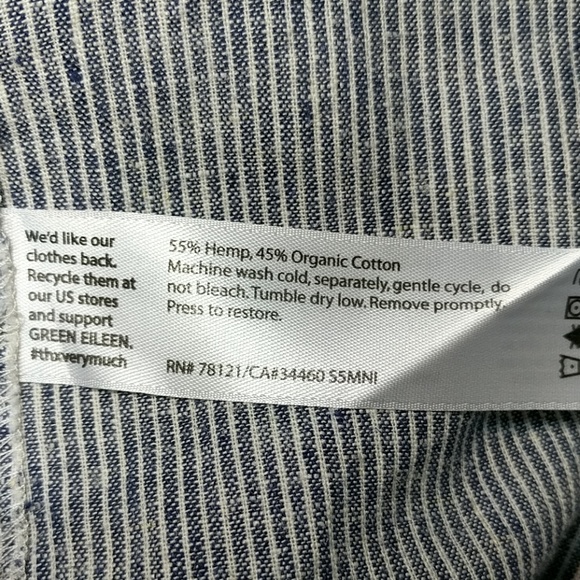 We'd like our
clothes back.
Recycle them at
our US stores
and support
GREEN EILEEN.
#thxverymuch
55% Hemp, 45% Organic Cotton
Machine wash cold, separately, gentle cycle, do
not bleach. Tumble dry low. Remove promptly.
Press to restore.
RN# 78121/CA#34460 S5MNI